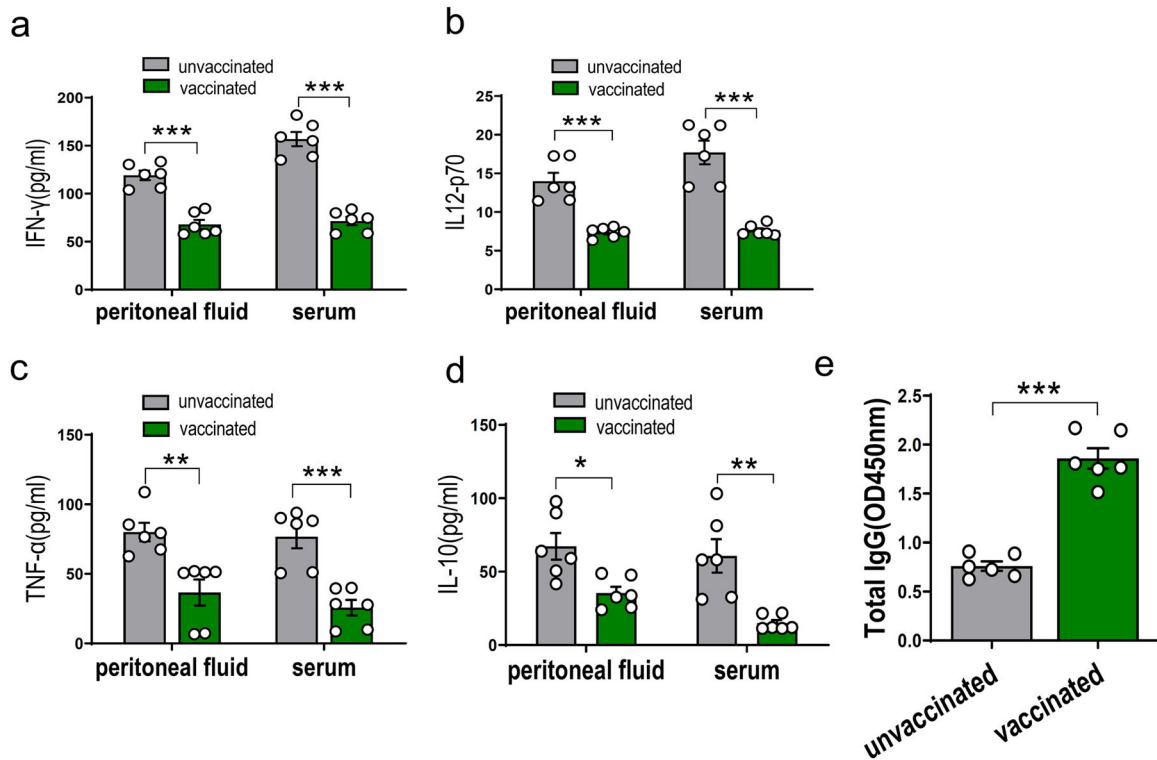 a
unvaccinated
vaccinated
***
***
IFN-γ(pg/ml)
200
150
100
50
0
peritoneal fluid
serum
b
unvaccinated
vaccinated
***
***
IL12-p70
25
20
15
10
5
0
peritoneal fluid
serum
c
unvaccinated
vaccinated
**
***
TNF-α(pg/ml)
150
100
50
0
peritoneal fluid
serum
d
unvaccinated
vaccinated
*
**
IL-10(pg/ml)
150
100
50
0
peritoneal fluid
serum
e
***
Total IgG(OD450nm)
2.5
2.0
1.5
1.0
0.5
0.0
unvaccinated
vaccinated